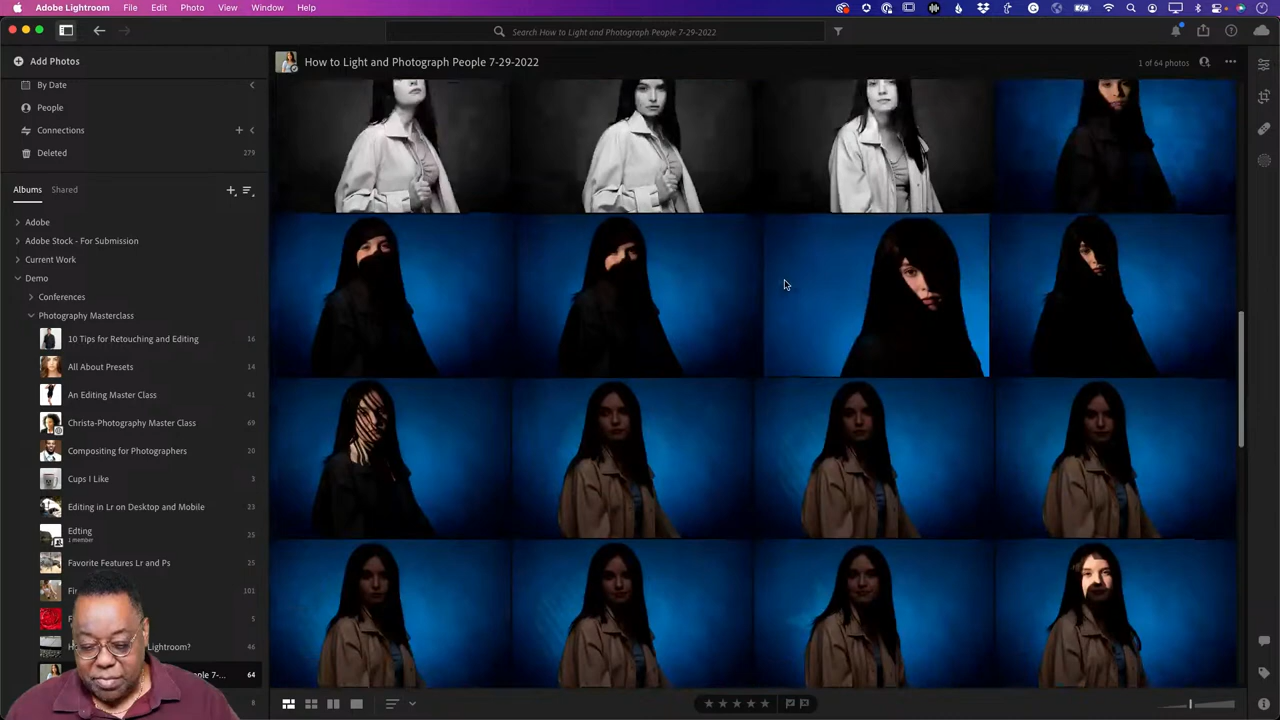 Adobe Lightroom File Edit Photo View Window Help
Search How to Light and Photograph People 7-29-2022
Add Photos
How to Light and Photograph People 7-29-2022
1 of 64 photos
By Date
People
Connections
Deleted 279
Albums Shared
Adobe
Adobe Stock - For Submission
Current Work
Demo
Conferences
Photography Masterclass
10 Tips for Retouching and Editing 16
All About Presets 14
An Editing Master Class 41
Christa-Photography Master Class 69
Compositing for Photographers 20
Cups I Like 3
Editing in Lr on Desktop and Mobile 22
Edting 25
1 member
Favorite Features Lr and Ps 25
101
5
Lightroom? 46
ople 7-... 64
8